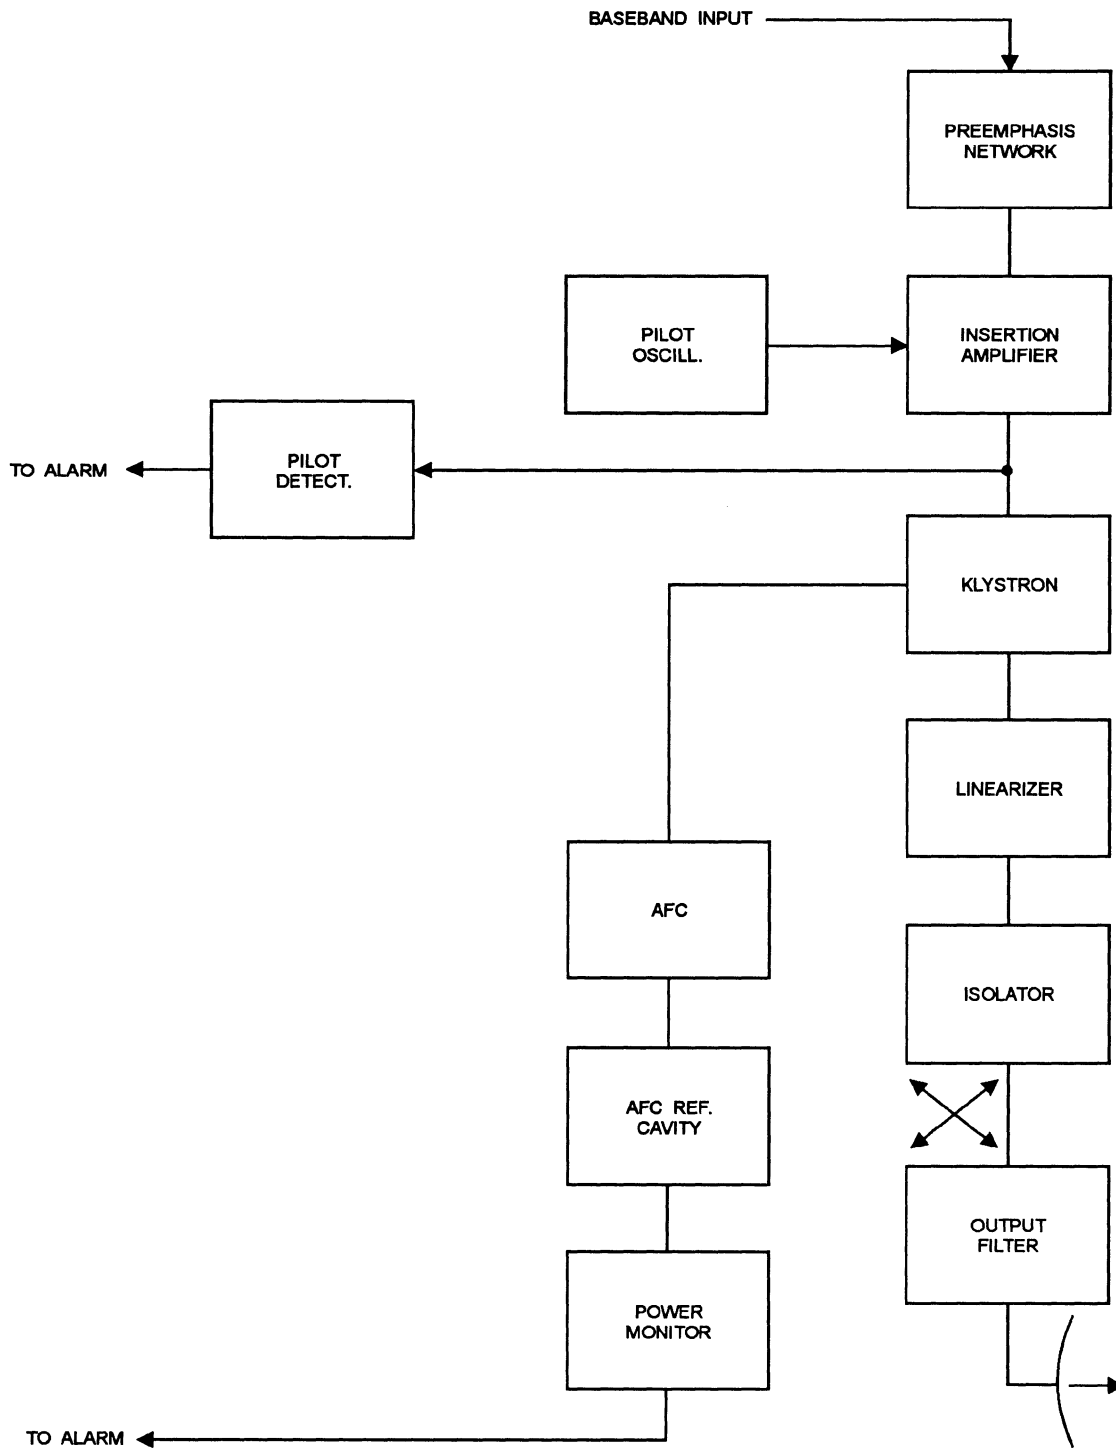 BASEBAND INPUT
PREEMPHASIS
NETWORK
PILOT
OSCILL.
INSERTION
AMPLIFIER
TO ALARM
PILOT
DETECT.
KLYSTRON
LINEARIZER
AFC
ISOLATOR
AFC REF.
CAVITY
OUTPUT
FILTER
POWER
MONITOR
TO ALARM